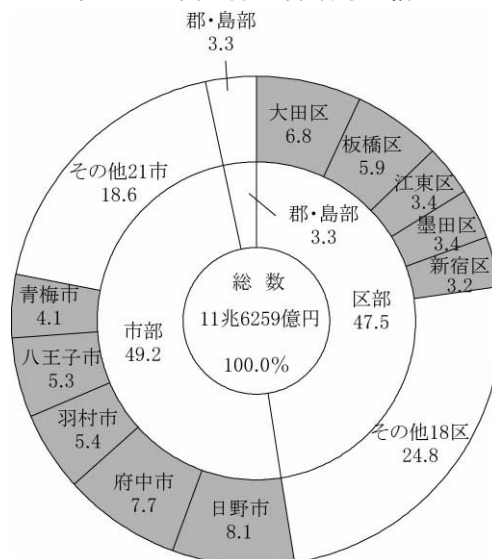 郡・島部
3.3
大田区
6.8
板橋区
5.9
江東区
3.4
墨田区
3.4
新宿区
3.2
その他18区
24.8
日野市
8.1
府中市
7.7
羽村市
5.4
八王子市
5.3
青梅市
4.1
その他21市
18.6
郡・島部
3.3
区部
47.5
市部
49.2
総 数
11兆6259億円
100.0%